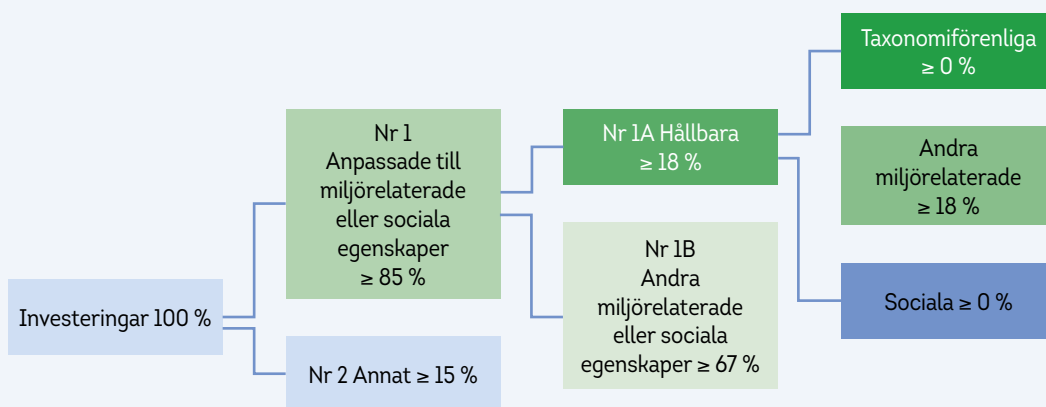 Investeringar 100 %
Nr 1
Anpassade till
miljörelaterade
eller sociala
egenskaper
≥ 85 %
Nr 2 Annat ≥ 15 %
Nr 1A Hållbara
≥ 18 %
Nr 1B
Andra
miljörelaterade
eller sociala
egenskaper ≥ 67 %
Taxonomiförenliga
≥ 0 %
Andra
miljörelaterade
≥ 18 %
Sociala ≥ 0 %